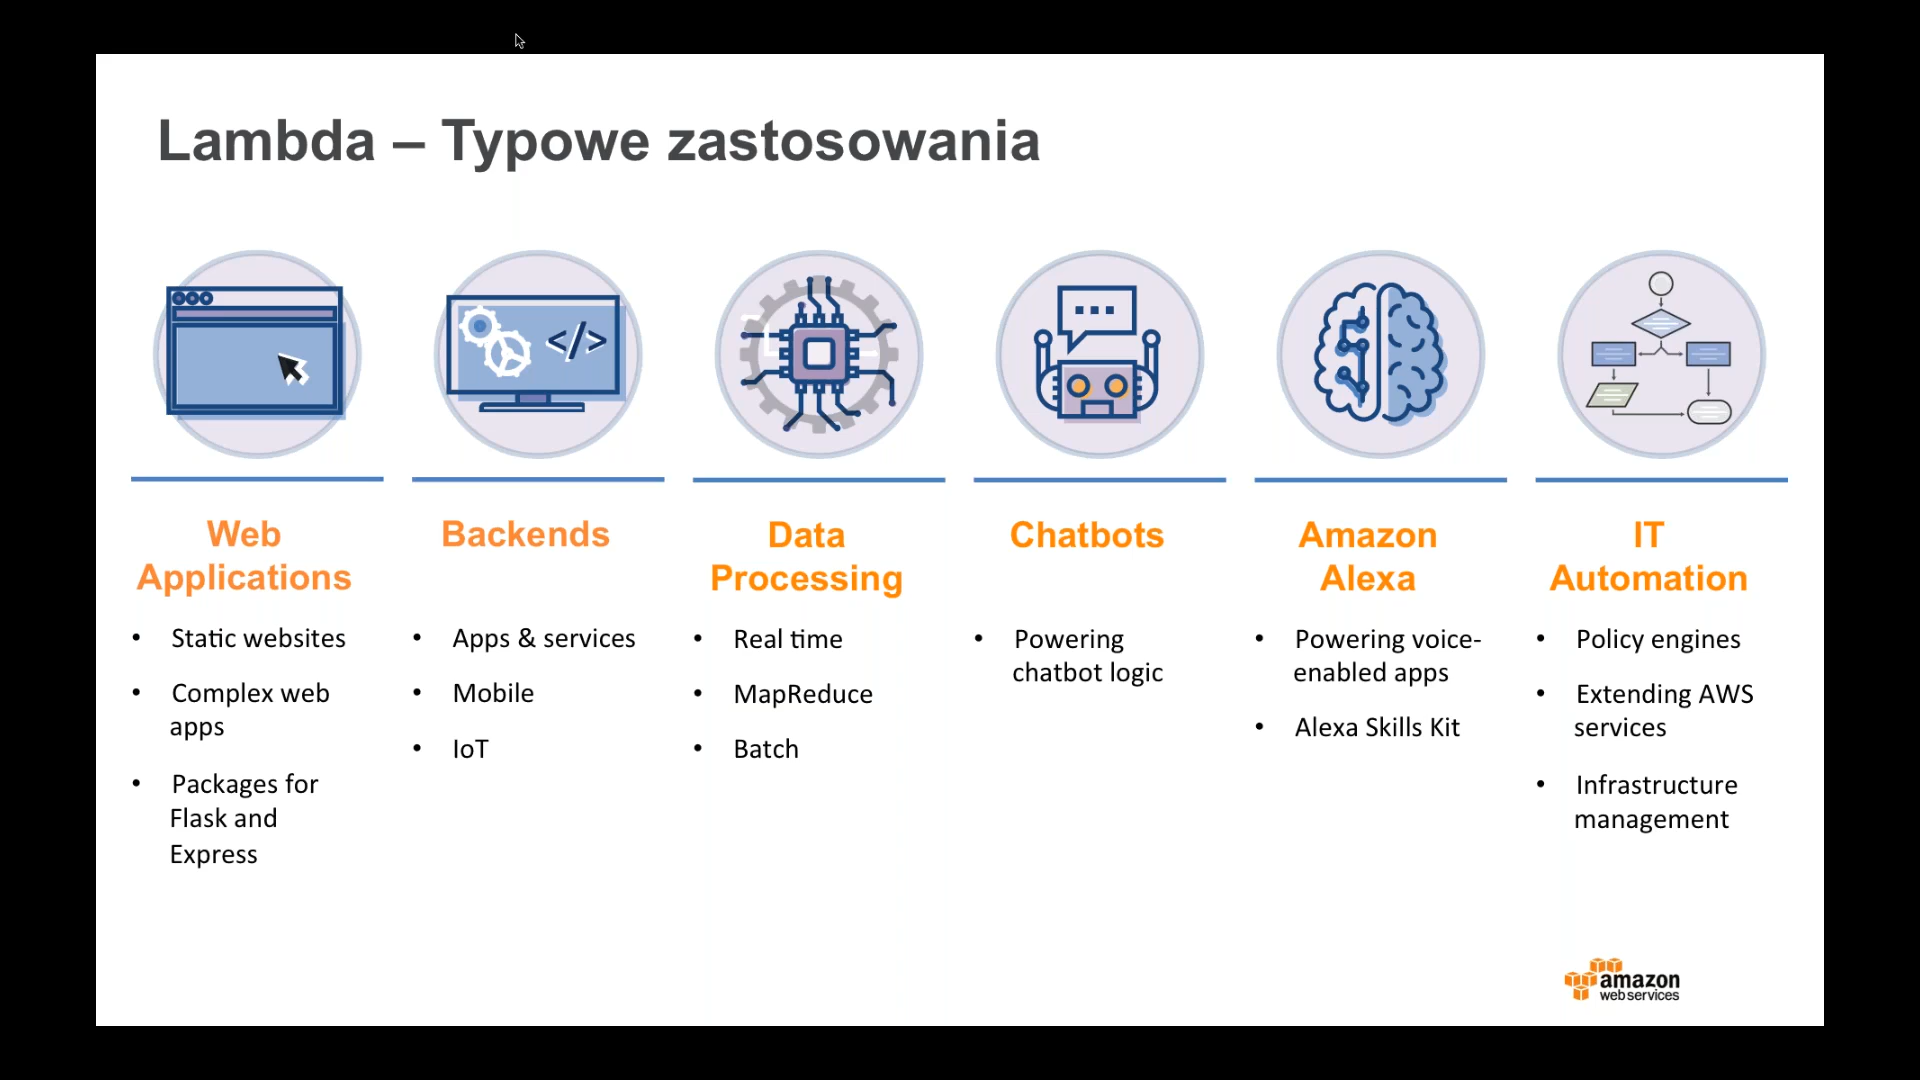 Lambda – Typowe zastosowania
</>
Web
Applications
• Static websites
• Complex web
apps
• Packages for
Flask and
Express
Backends
• Apps & services
• Mobile
• IoT
Data
Processing
• Real time
• MapReduce
• Batch
Chatbots
• Powering
chatbot logic
Amazon
Alexa
• Powering voice-
enabled apps
• Alexa Skills Kit
IT
Automation
• Policy engines
• Extending AWS
services
• Infrastructure
management
amazon
webservices